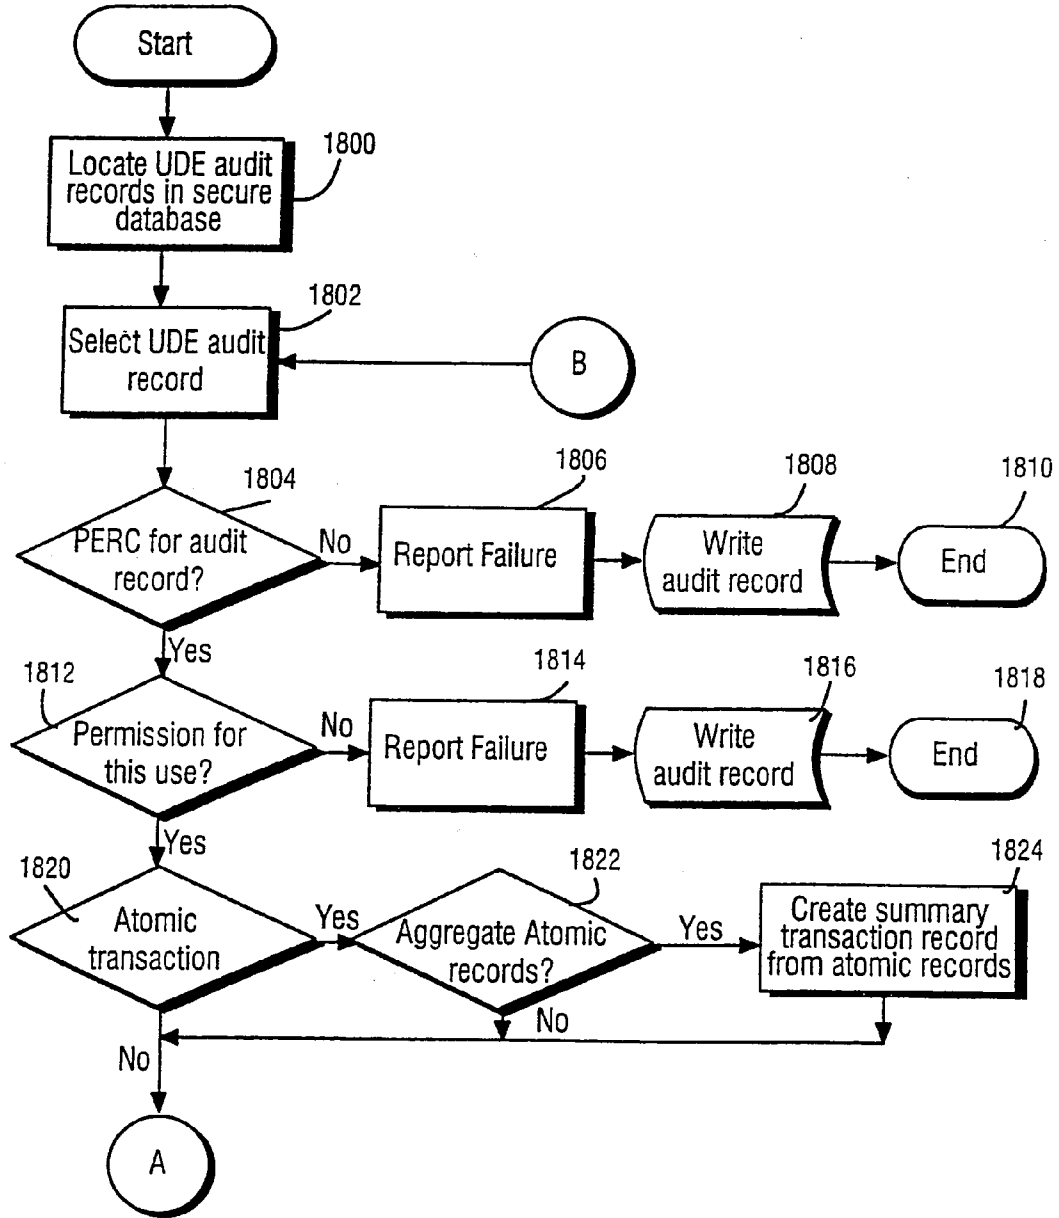 Start
1800
Locate UDE audit
records in secure
database
1802
Select UDE audit
record
B
1804
PERC for audit
record?
No
1806
Report Failure
1808
Write
audit record
1810
End
Yes
1812
Permission for
this use?
No
1814
Report Failure
1816
Write
audit record
1818
End
Yes
1820
Atomic
transaction
Yes
1822
Aggregate Atomic
records?
Yes
1824
Create summary
transaction record
from atomic records
No
No
A